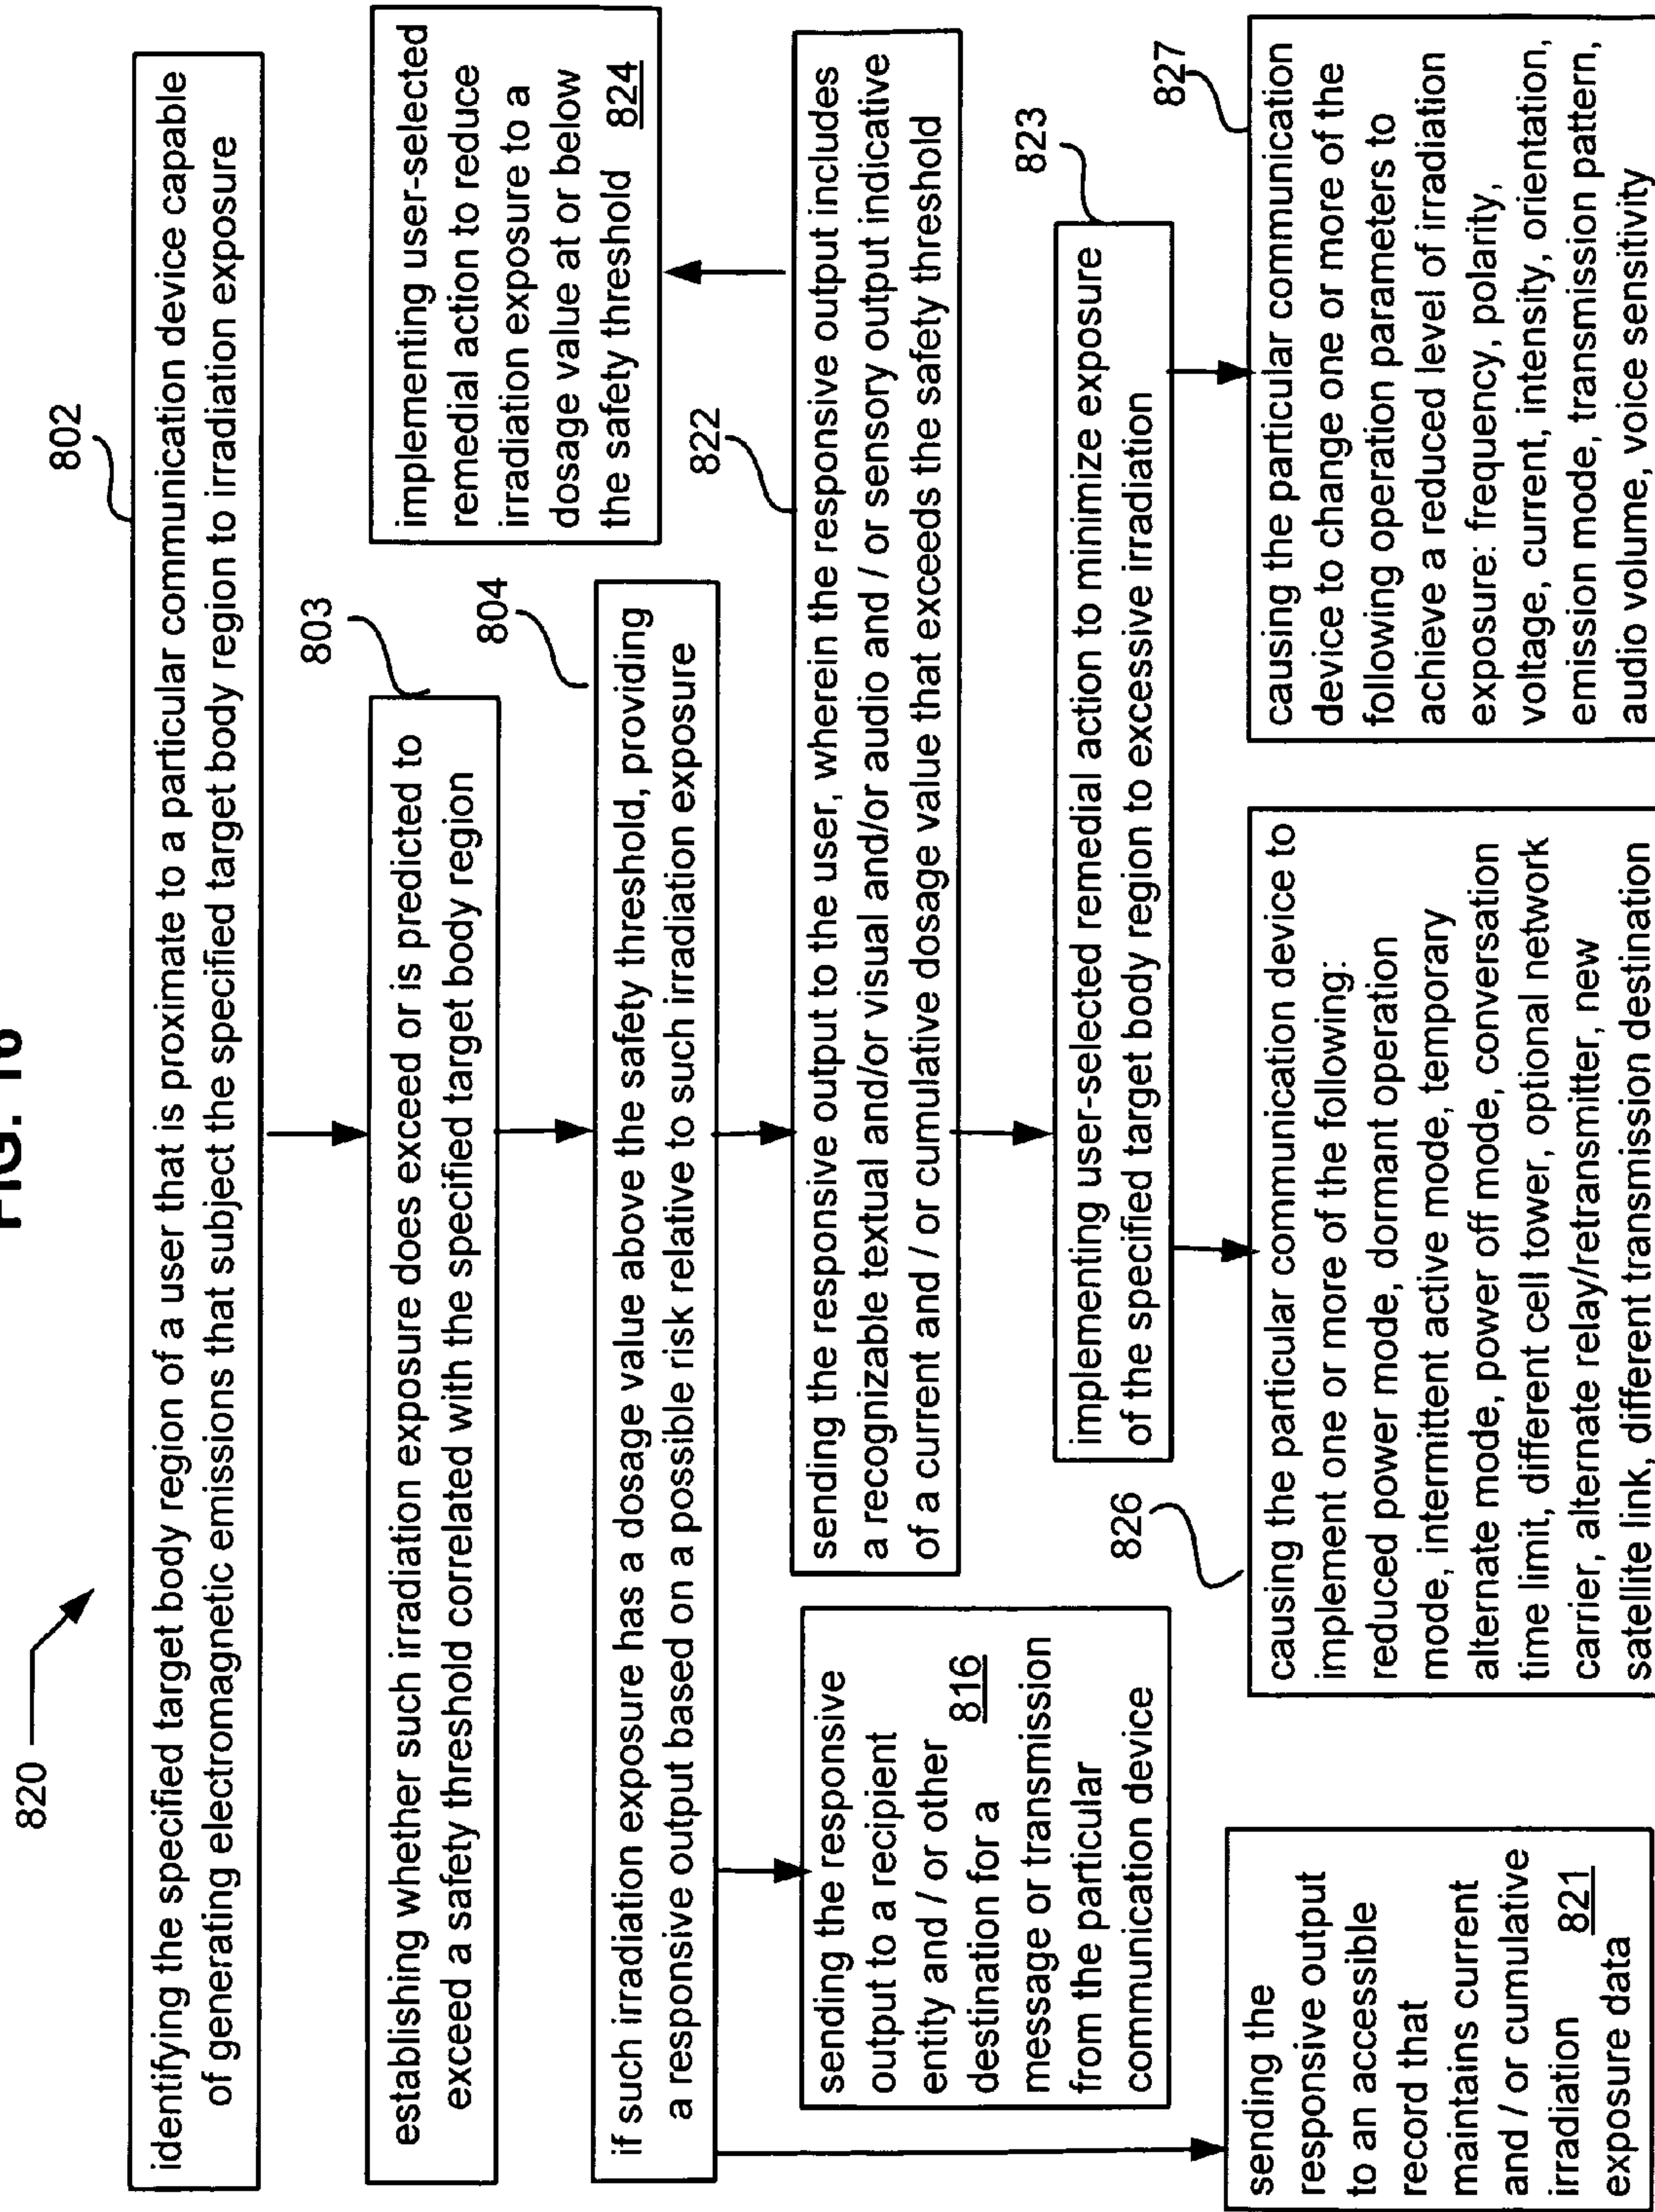 FIG.
820
802
identifying the specified target body region of a user that is proximate to a particular communication device capable
of generating electromagnetic emissions that subject the specified target body region to irradiation exposure
803
establishing whether such irradiation exposure does exceed or is predicted to
exceed a safety threshold correlated with the specified target body region
implementing user-selected
remedial action to reduce
irradiation exposure to a
dosage value at or below
the safety threshold 824
804
if such irradiation exposure has a dosage value above the safety threshold, providing
a responsive output based on a possible risk relative to such irradiation exposure
822
sending the responsive output to the user, wherein the responsive output includes
a recognizable textual and/or visual and/or audio and / or sensory output indicative
of a current and / or cumulative dosage value that exceeds the safety threshold
sending the responsive
output to a recipient
entity and / or other 816
destination for a
message or transmission
from the particular
communication device
823
implementing user-selected remedial action to minimize exposure
of the specified target body region to excessive irradiation
sending the
responsive output
to an accessible
record that
maintains current
and / or cumulative
irradiation 821
exposure data
826
causing the particular communication device to
implement one or more of the following:
reduced power mode, dormant operation
mode, intermittent active mode, temporary
alternate mode, power off mode, conversation
time limit, different cell tower, optional network
carrier, alternate relay/retransmitter, new
satellite link, different transmission destination
827
causing the particular communication
device to change one or more of the
following operation parameters to
achieve a reduced level of irradiation
exposure: frequency, polarity,
voltage, current, intensity, orientation,
emission mode, transmission pattern,
audio volume, voice sensitivity